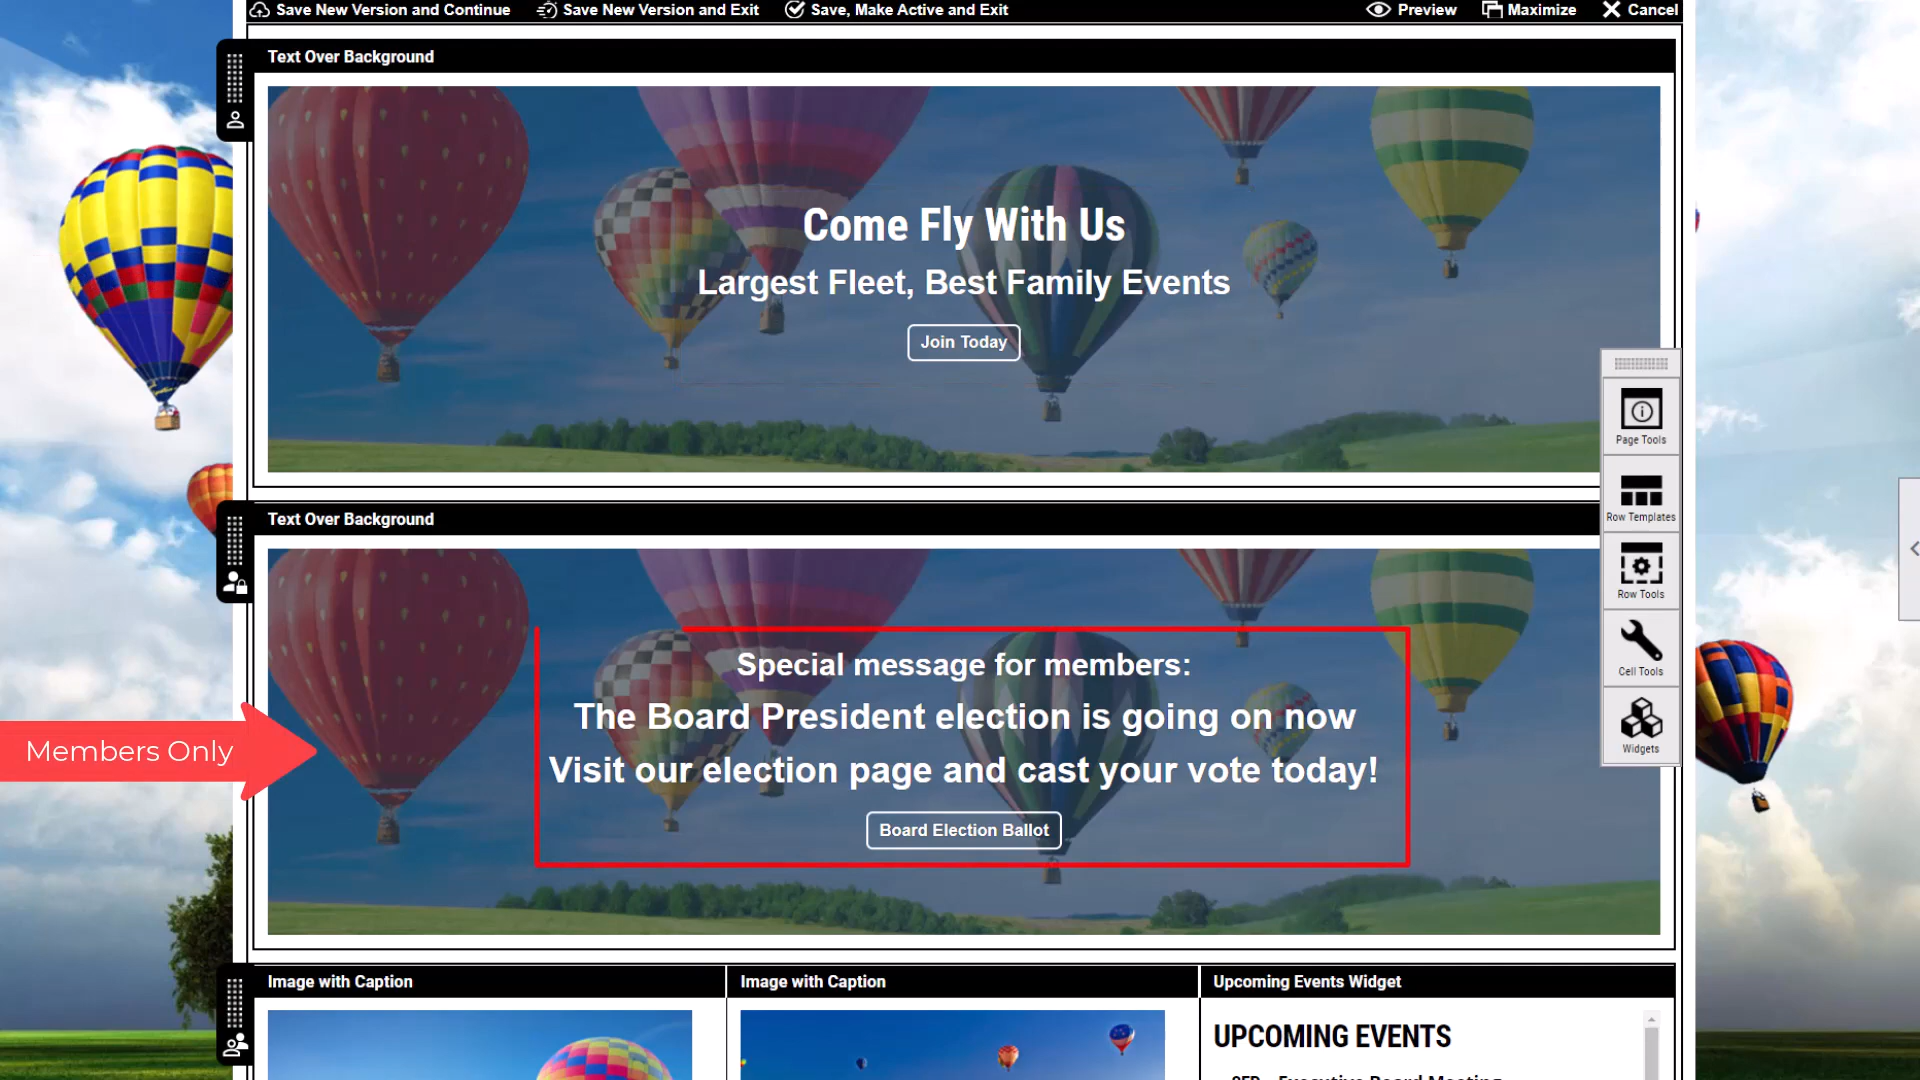 Save New Version and Continue
Save New Version and Exit
Save, Make Active and Exit
Preview
Maximize
Cancel
Text Over Background
Come Fly With Us
Largest Fleet, Best Family Events
Join Today
Page Tools
Row Templates
Row Tools
Cell Tools
Widgets
Text Over Background
Special message for members:
The Board President election is going on now
Visit our election page and cast your vote today!
Board Election Ballot
Members Only
Image with Caption
Image with Caption
Upcoming Events Widget
UPCOMING EVENTS
SEP - Executive Board Meeting